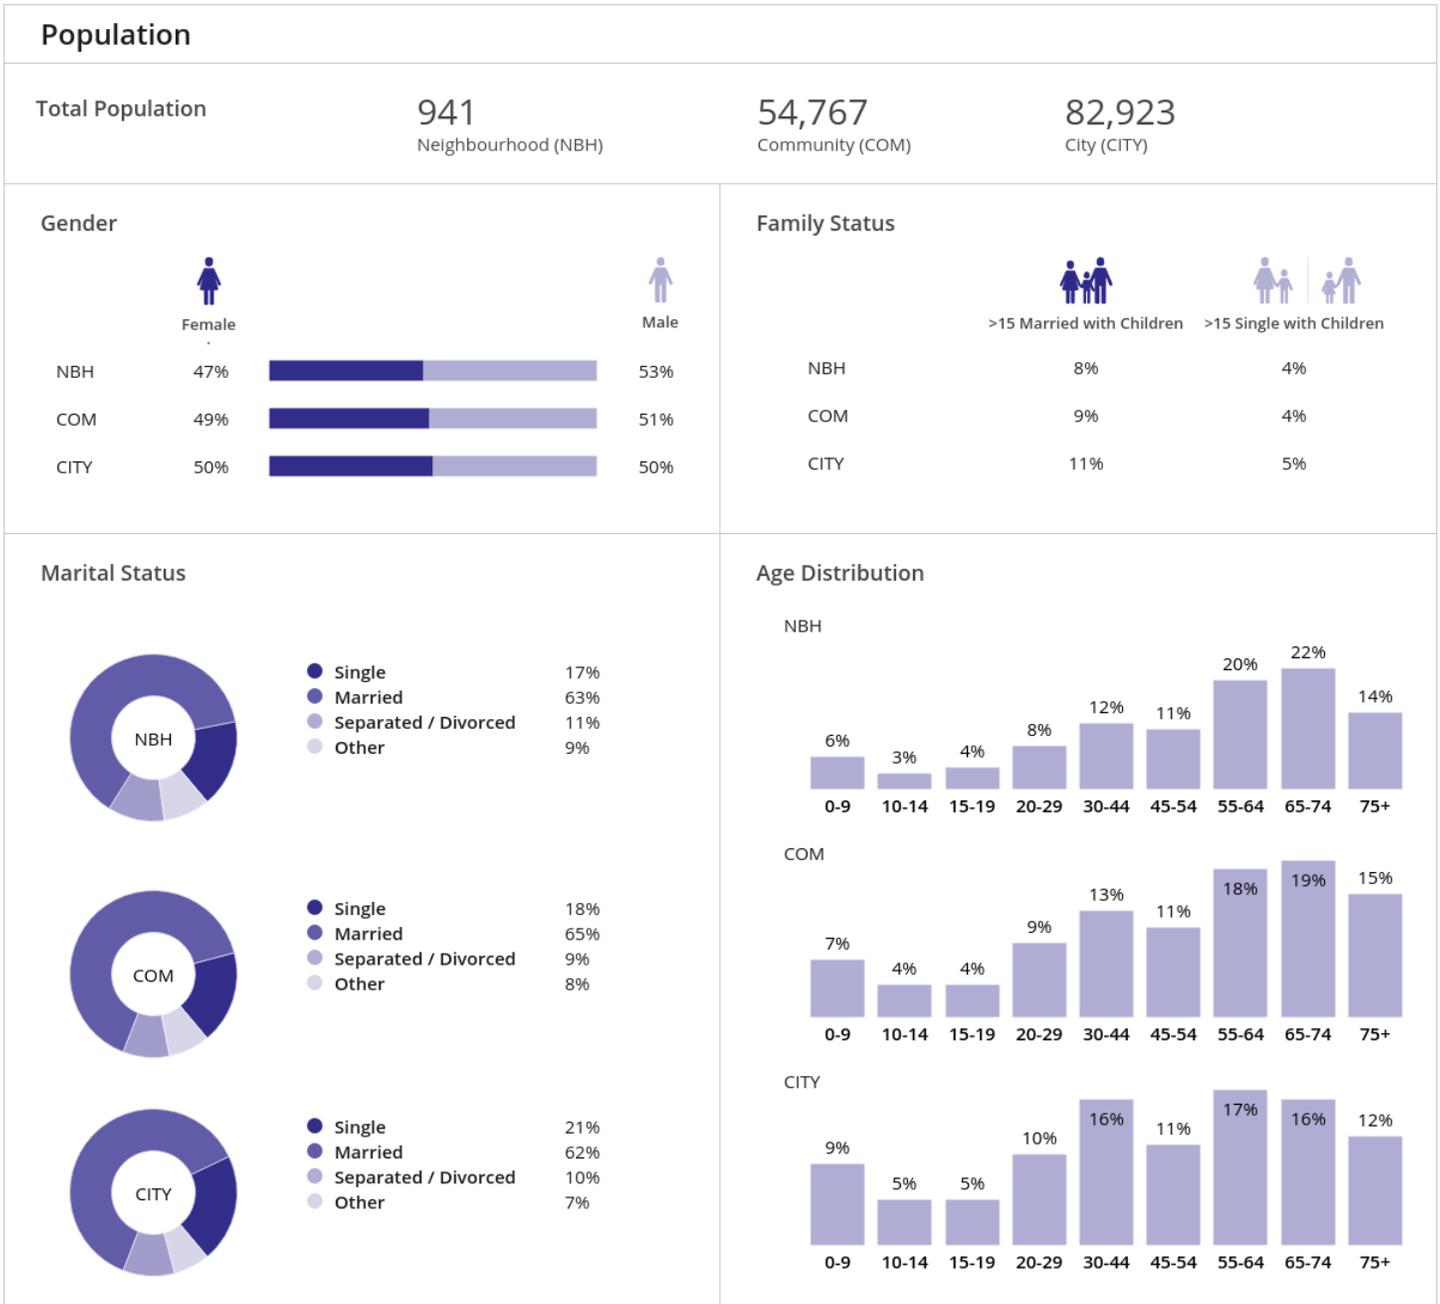 Population
Total Population
941
Neighbourhood (NBH)
54,767
Community (COM)
82,923
City (CITY)
Gender
Female
.
Male
NBH 47% 53%
COM 49% 51%
CITY 50% 50%
Family Status
>15 Married with Children >15 Single with Children
NBH 8% 4%
COM 9% 4%
CITY 11% 5%
Marital Status
NBH
Single 17%
Married 63%
Separated / Divorced 11%
Other 9%
COM
Single 18%
Married 65%
Separated / Divorced 9%
Other 8%
CITY
Single 21%
Married 62%
Separated / Divorced 10%
Other 7%
Age Distribution
NBH
6% 3% 4% 8% 12% 11% 20% 22% 14%
0-9 10-14 15-19 20-29 30-44 45-54 55-64 65-74 75+
COM
7% 4% 4% 9% 13% 11% 18% 19% 15%
0-9 10-14 15-19 20-29 30-44 45-54 55-64 65-74 75+
CITY
9% 5% 5% 10% 16% 11% 17% 16% 12%
0-9 10-14 15-19 20-29 30-44 45-54 55-64 65-74 75+